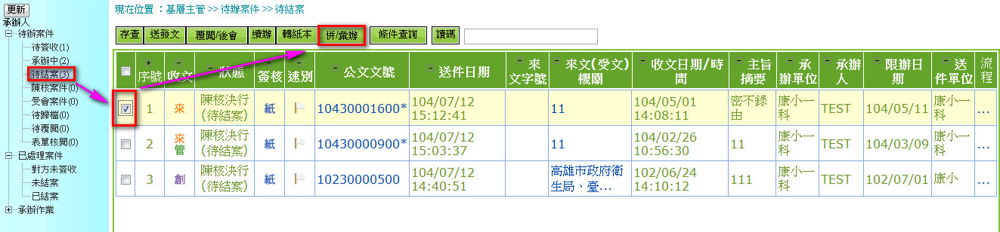 更新
承辦人
待辦案件
待簽收(1)
承辦中(2)
待結案(3)
陳核案件(0)
受會案件(0)
待歸檔(0)
待覆閱(0)
表單核閱(0)
已處理案件
對方未簽收
未結案
已結案
承辦作業
現在位置：基層主管 >> 待辦案件 >> 待結案
存查 送發文 覆閱/後會 續辦 轉紙本 併/彙辦 條件查詢 讀碼
序號 收文 狀態 簽核 速別 公文文號 送件日期 來文字號 來文(受文)機關 收文日期/時間 主旨摘要 承辦單位 承辦人 限辦日期 送件單位 流程
1 來 陳核決行(待結案) 紙 10430001600* 104/07/12 15:12:41 11 104/05/01 14:08:11 密不錄由 康小一科 TEST 104/05/11 康小一科 ...
2 來管 陳核決行(待結案) 紙 10430000900* 104/07/12 15:03:37 11 104/02/26 10:56:30 11 康小一科 TEST 104/03/09 康小一科 ...
3 創 陳核決行(待結案) 紙 10230000500 104/07/12 14:40:51 高雄市政府衛生局、臺... 102/06/24 14:10:12 111 康小一科 TEST 102/07/01 康小 ...